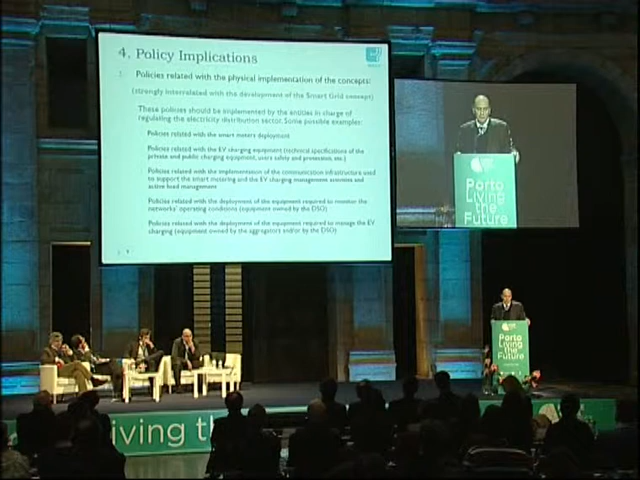 4. Policy Implications
Policies related with the physical implementation of the concepts:
(strongly interrelated with the development of the Smart Grid concept)
These policies should be implemented by the entities in charge of
regulating the electricity distribution sector. Some possible examples:
Policies related with the smart meters deployment
Policies related with the EV charging equipment (technical specifications of the
private and public charging equipment, users safety and protection, etc.)
Policies related with the implementation of the communication infrastructure used
to support the smart metering and the EV charging management activities and
active load management
Policies related with the deployment of the equipment required to monitor the
networks' operating conditions (equipment owned by the DSO)
Policies related with the deployment of the equipment required to manage the EV
charging (equipment owned by the aggregators and/or by the DSO)
Porto
Living
the
Future
Porto
Living
The
Future
iving t